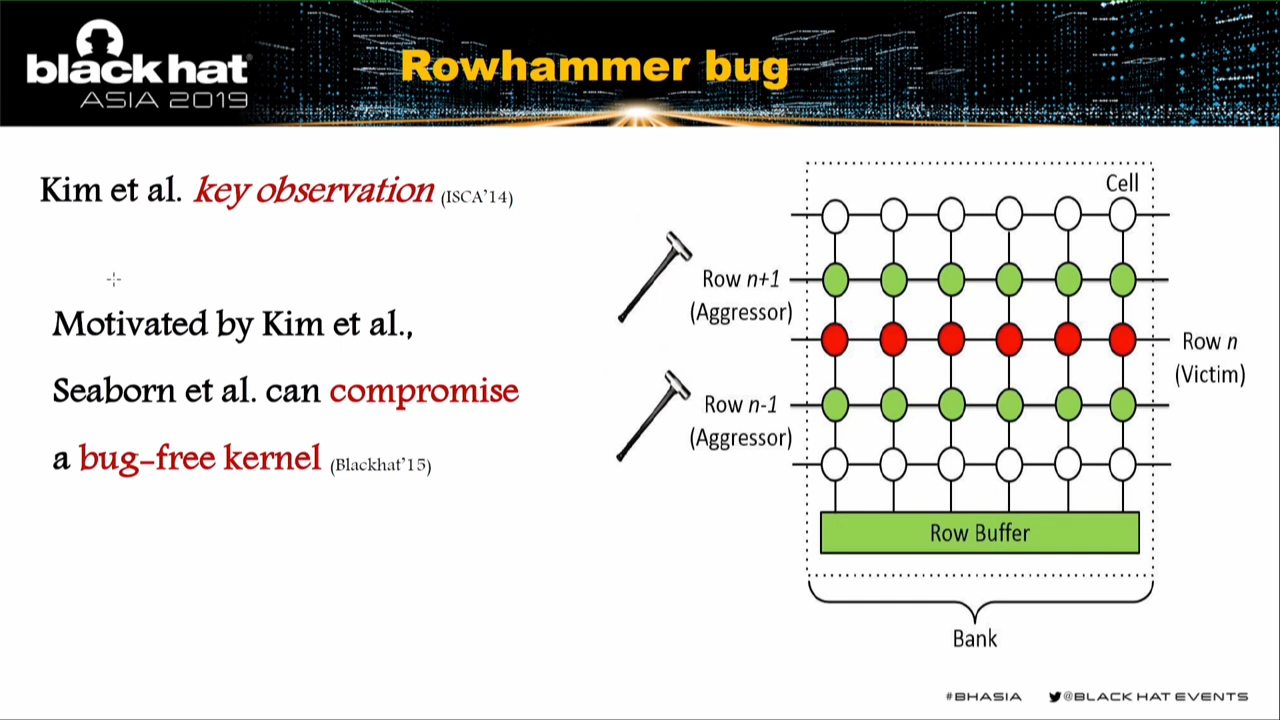 black hat
ASIA 2019
Rowhammer bug
Kim et al. key observation (ISCA'14)
Motivated by Kim et al.,
Seaborn et al. can compromise
a bug-free kernel (Blackhat'15)
Cell
Row n+1
(Aggressor)
Row n
(Victim)
Row n-1
(Aggressor)
Row Buffer
Bank
#BHASIA
@BLACK HAT EVENTS